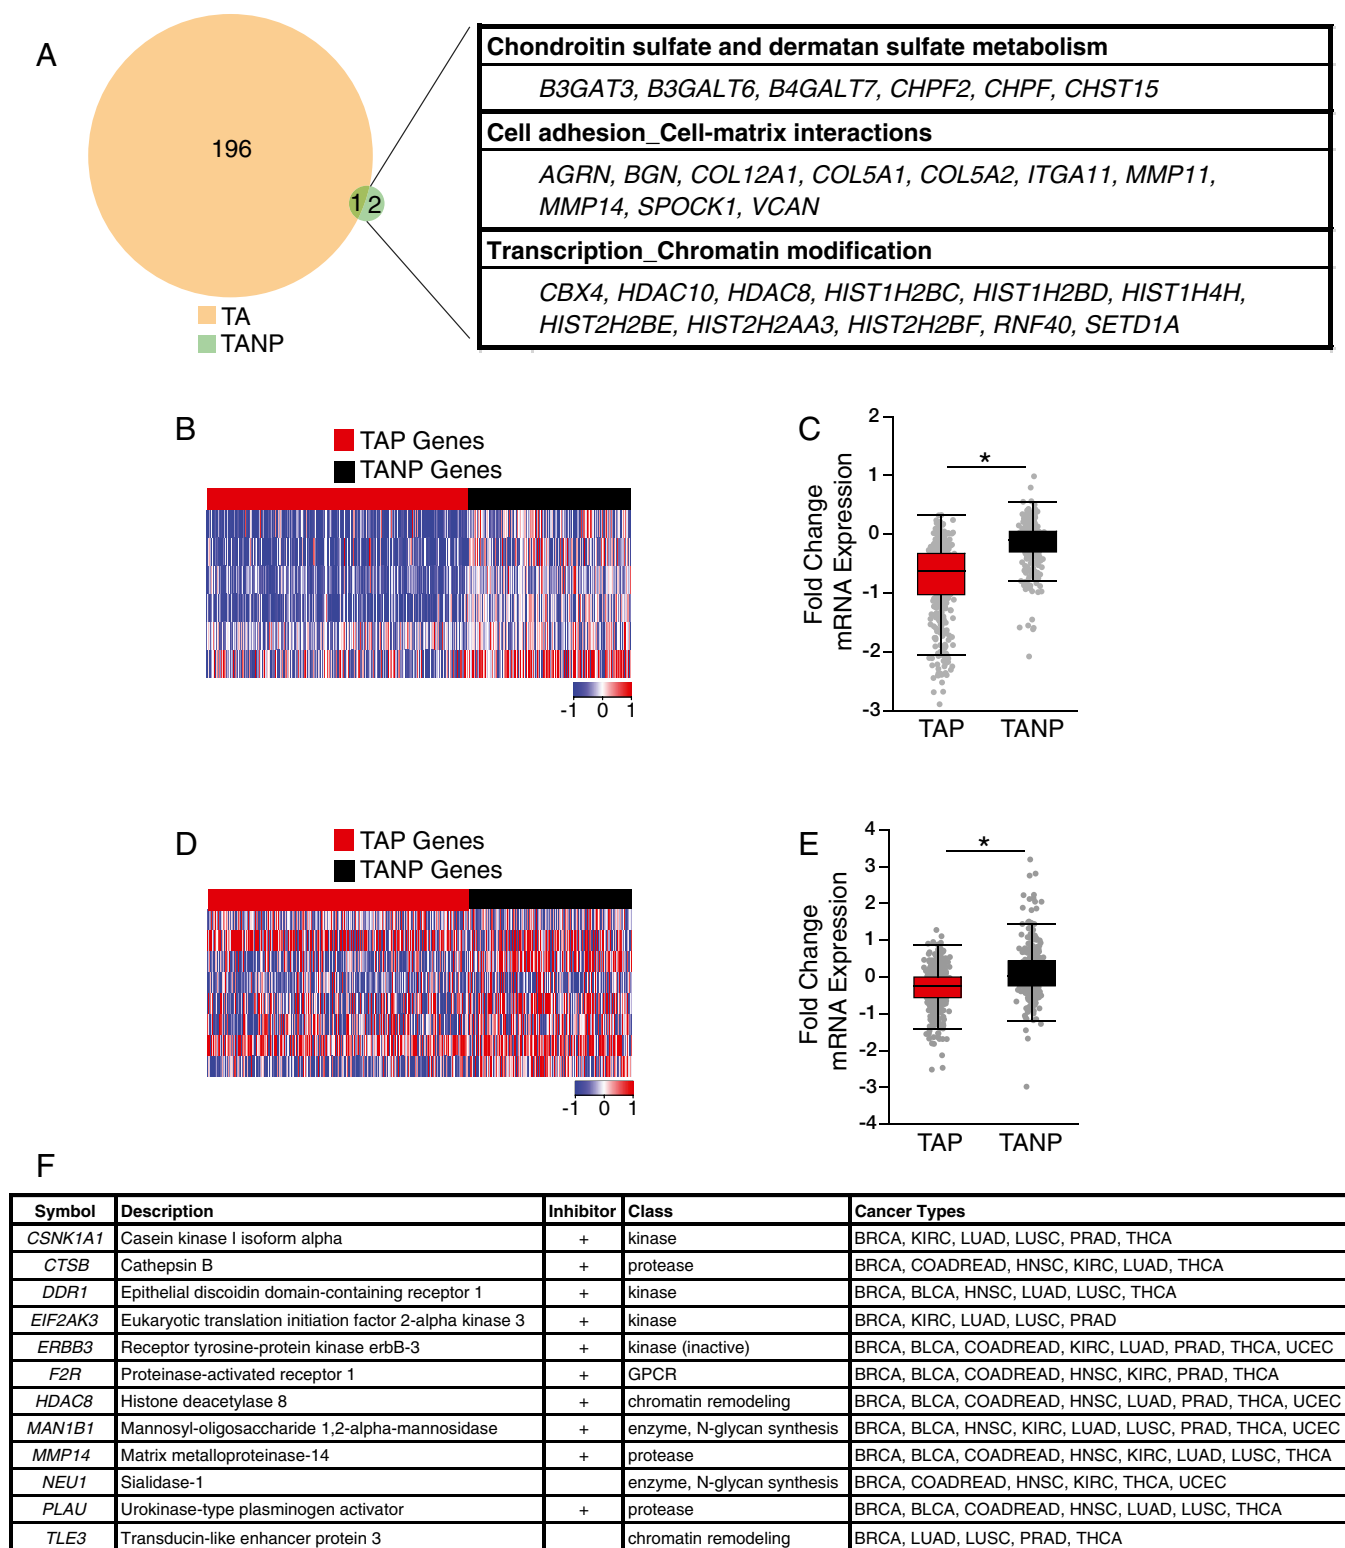 A
196
1 2
TA
TANP
Chondroitin sulfate and dermatan sulfate metabolism
B3GAT3, B3GALT6, B4GALT7, CHPF2, CHPF, CHST15
Cell adhesion_Cell-matrix interactions
AGRN, BGN, COL12A1, COL5A1, COL5A2, ITGA11, MMP11,
MMP14, SPOCK1, VCAN
Transcription_Chromatin modification
CBX4, HDAC10, HDAC8, HIST1H2BC, HIST1H2BD, HIST1H4H,
HIST2H2BE, HIST2H2AA3, HIST2H2BF, RNF40, SETD1A
B
TAP Genes
TANP Genes
-1 0 1
C
Fold Change
mRNA Expression
2
1
0
-1
-2
-3
*
TAP TANP
D
TAP Genes
TANP Genes
-1 0 1
E
Fold Change
mRNA Expression
4
3
2
1
0
-1
-2
-3
-4
*
TAP TANP
F
Symbol Description Inhibitor Class Cancer Types
CSNK1A1 Casein kinase I isoform alpha + kinase BRCA, KIRC, LUAD, LUSC, PRAD, THCA
CTSB Cathepsin B + protease BRCA, COADREAD, HNSC, KIRC, LUAD, THCA
DDR1 Epithelial discoidin domain-containing receptor 1 + kinase BRCA, BLCA, HNSC, LUAD, LUSC, THCA
EIF2AK3 Eukaryotic translation initiation factor 2-alpha kinase 3 + kinase BRCA, KIRC, LUAD, LUSC, PRAD
ERBB3 Receptor tyrosine-protein kinase erbB-3 + kinase (inactive) BRCA, BLCA, COADREAD, KIRC, LUAD, PRAD, THCA, UCEC
F2R Proteinase-activated receptor 1 + GPCR BRCA, BLCA, COADREAD, HNSC, KIRC, PRAD, THCA
HDAC8 Histone deacetylase 8 + chromatin remodeling BRCA, BLCA, COADREAD, HNSC, LUAD, PRAD, THCA, UCEC
MAN1B1 Mannosyl-oligosaccharide 1,2-alpha-mannosidase + enzyme, N-glycan synthesis BRCA, BLCA, HNSC, KIRC, LUAD, LUSC, PRAD, THCA, UCEC
MMP14 Matrix metalloproteinase-14 + protease BRCA, BLCA, COADREAD, HNSC, KIRC, LUAD, LUSC, THCA
NEU1 Sialidase-1 enzyme, N-glycan synthesis BRCA, COADREAD, HNSC, KIRC, THCA, UCEC
PLAU Urokinase-type plasminogen activator + protease BRCA, BLCA, COADREAD, HNSC, LUAD, LUSC, THCA
TLE3 Transducin-like enhancer protein 3 chromatin remodeling BRCA, LUAD, LUSC, PRAD, THCA